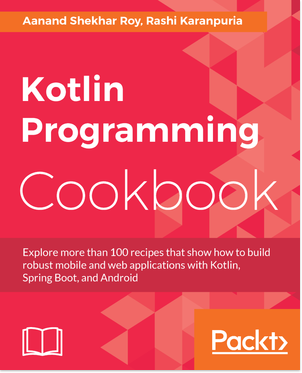 Aanand Shekhar Roy, Rashi Karanpuria
Kotlin
Programming
Cookbook
Explore more than 100 recipes that show how to build
robust mobile and web applications with Kotlin,
Spring Boot, and Android
Packt>